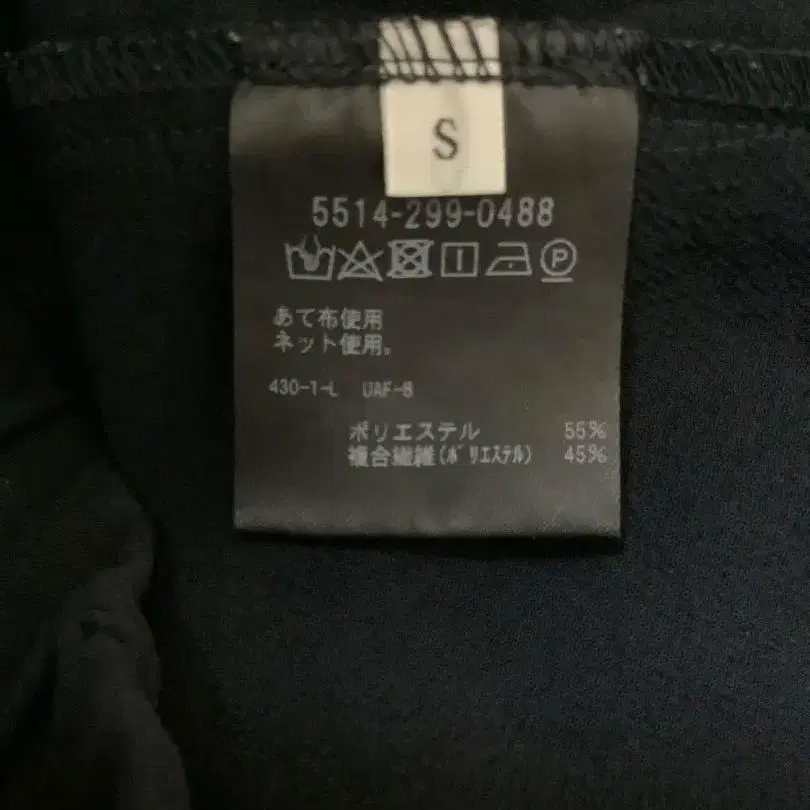 S
5514-299-0488
P
あて布使用
ネット使用。
430-1-L UAF-8
ポリエステル 55%
複合繊維(ポリエステル) 45%